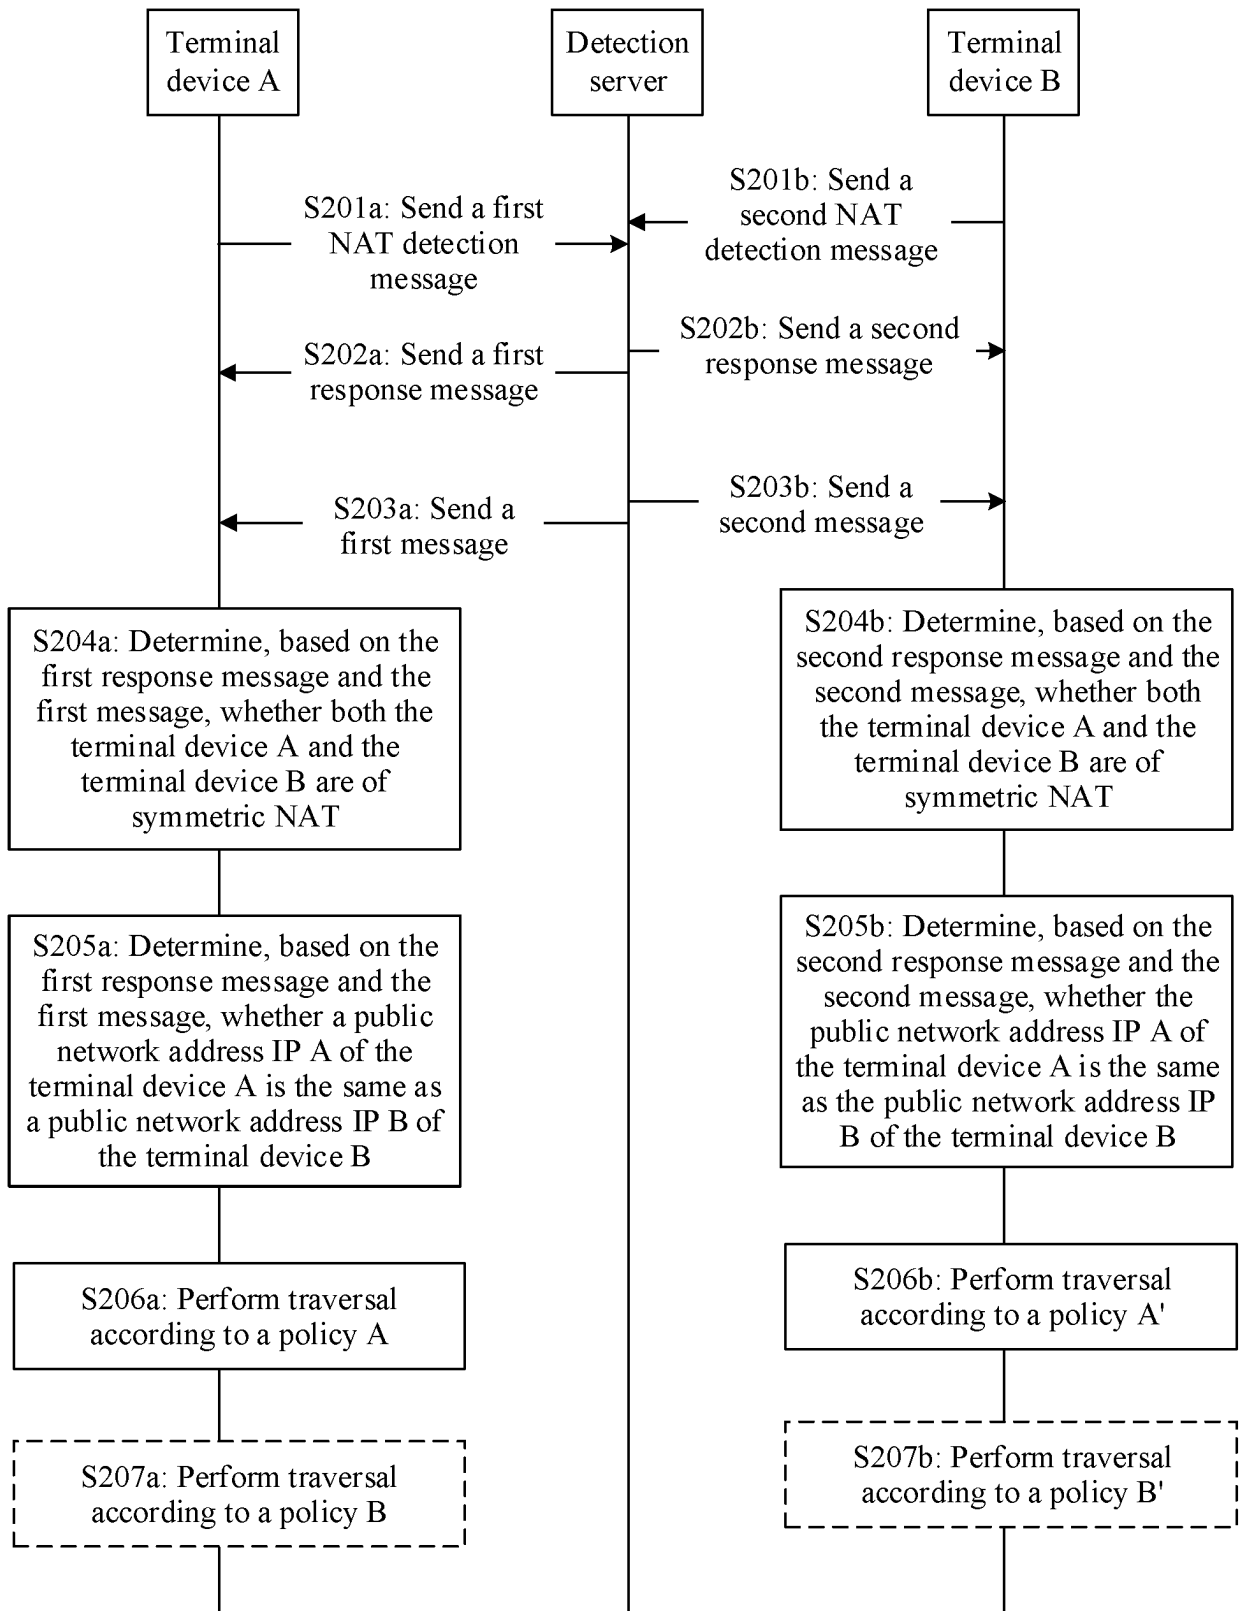 Terminal
device A
Detection
server
Terminal
device B
S201a: Send a first
NAT detection
message
S201b: Send a
second NAT
detection message
S202a: Send a first
response message
S202b: Send a second
response message
S203a: Send a
first message
S203b: Send a
second message
S204a: Determine, based on the
first response message and the
first message, whether both the
terminal device A and the
terminal device B are of
symmetric NAT
S204b: Determine, based on the
second response message and the
second message, whether both
the terminal device A and the
terminal device B are of
symmetric NAT
S205a: Determine, based on the
first response message and the
first message, whether a public
network address IP A of the
terminal device A is the same as
a public network address IP B of
the terminal device B
S205b: Determine, based on the
second response message and the
second message, whether the
public network address IP A of
the terminal device A is the same
as the public network address IP
B of the terminal device B
S206a: Perform traversal
according to a policy A
S206b: Perform traversal
according to a policy A'
S207a: Perform traversal
according to a policy B
S207b: Perform traversal
according to a policy B'